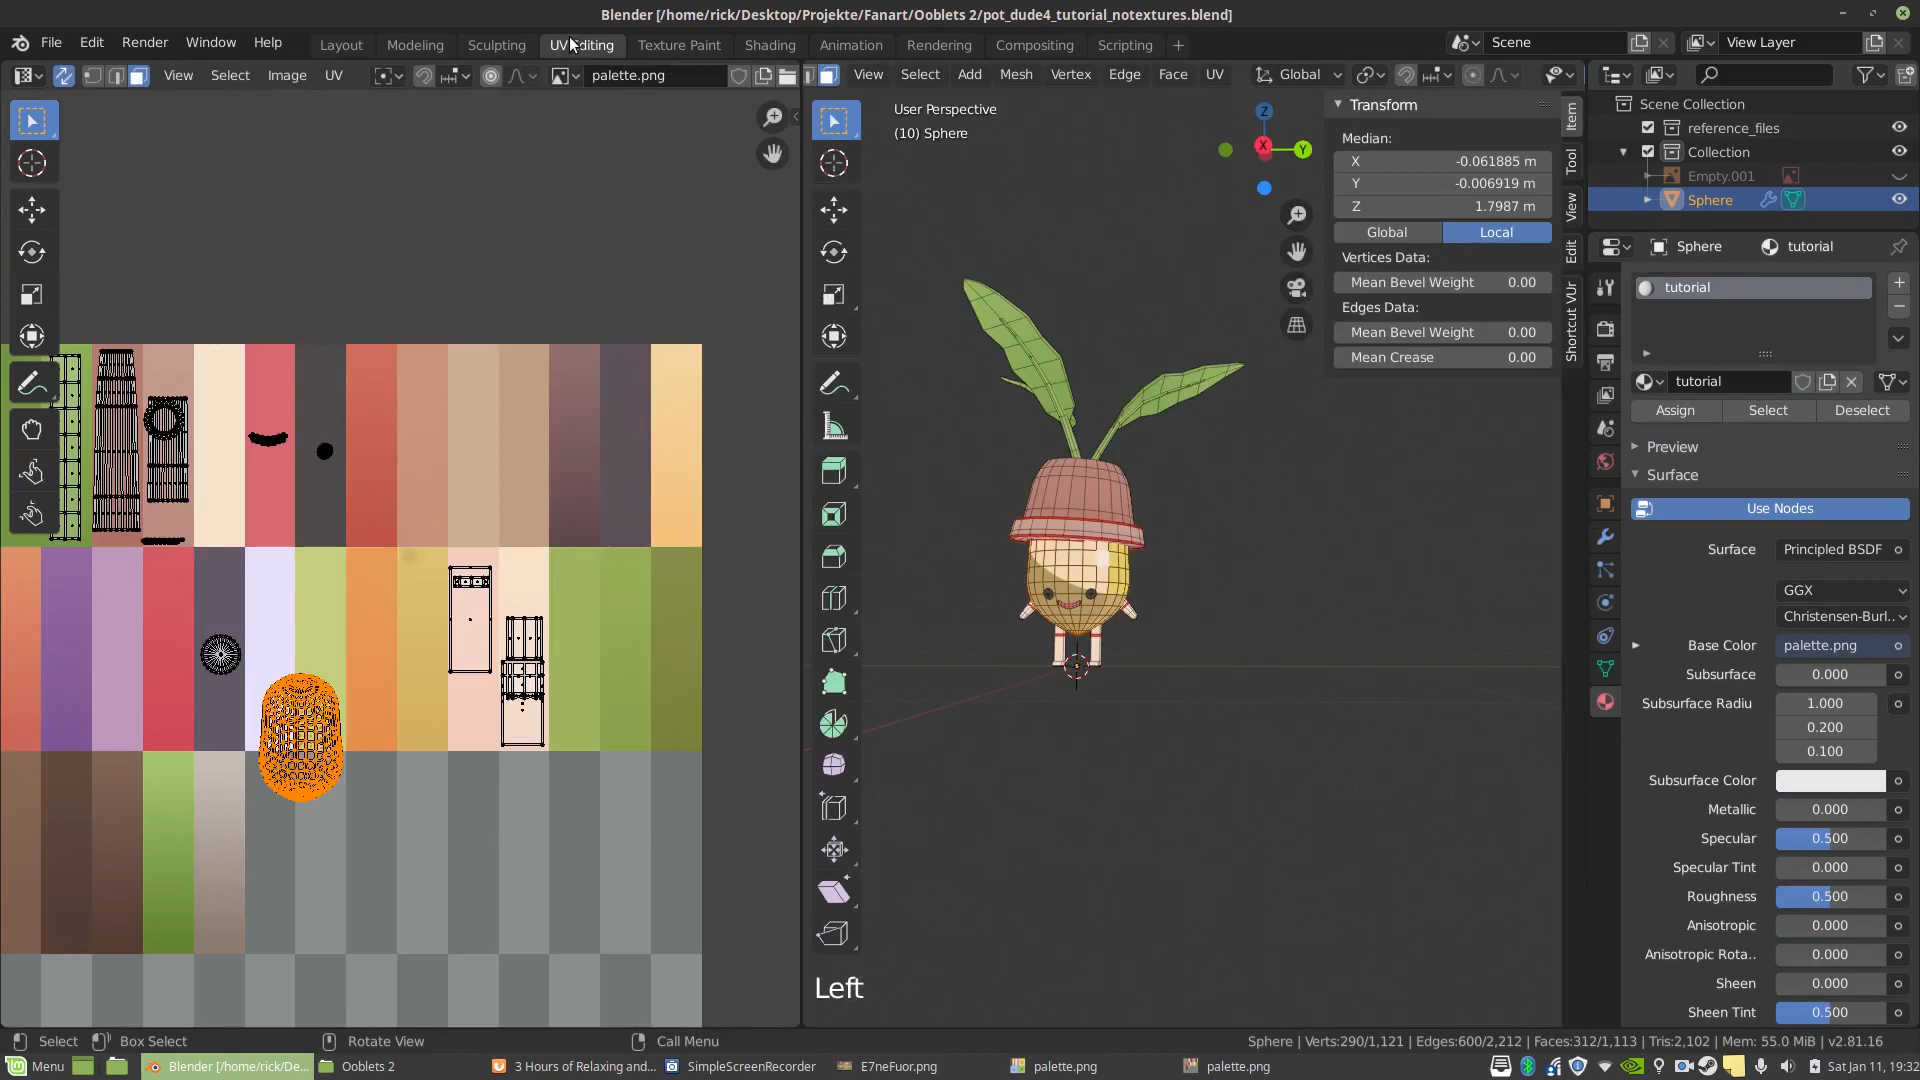 Blender [/home/rick/Desktop/Projekte/Fanart/Ooblets 2/pot_dude4_tutorial_notextures.blend]
File Edit Render Window Help
Layout Modeling Sculpting UV Editing Texture Paint Shading Animation Rendering Compositing Scripting +
Scene
View Layer
View Select Image UV
palette.png
View Select Add Mesh Vertex Edge Face UV
Global
User Perspective
(10) Sphere
Z
X
Y
Transform
Median:
X -0.061885 m
Y -0.006919 m
Z 1.7987 m
Global Local
Vertices Data:
Mean Bevel Weight 0.00
Edges Data:
Mean Bevel Weight 0.00
Mean Crease 0.00
Item
Tool
View
Edit
Shortcut VUr
Scene Collection
reference_files
Collection
Empty.001
Sphere
Sphere tutorial
tutorial
tutorial
Assign Select Deselect
Preview
Surface
Use Nodes
Surface Principled BSDF
GGX
Christensen-Burl..
Base Color palette.png
Subsurface 0.000
Subsurface Radiu 1.000
0.200
0.100
Subsurface Color
Metallic 0.000
Specular 0.500
Specular Tint 0.000
Roughness 0.500
Anisotropic 0.000
Anisotropic Rota.. 0.000
Sheen 0.000
Sheen Tint 0.500
Left
Select Box Select Rotate View Call Menu
Sphere | Verts:290/1,121 | Edges:600/2,212 | Faces:312/1,113 | Tris:2,102 | Mem: 55.0 MiB | v2.81.16
Menu
Blender [/home/rick/De...
Ooblets 2
3 Hours of Relaxing and...
SimpleScreenRecorder
E7neFuor.png
palette.png
palette.png
Sat Jan 11, 19:32